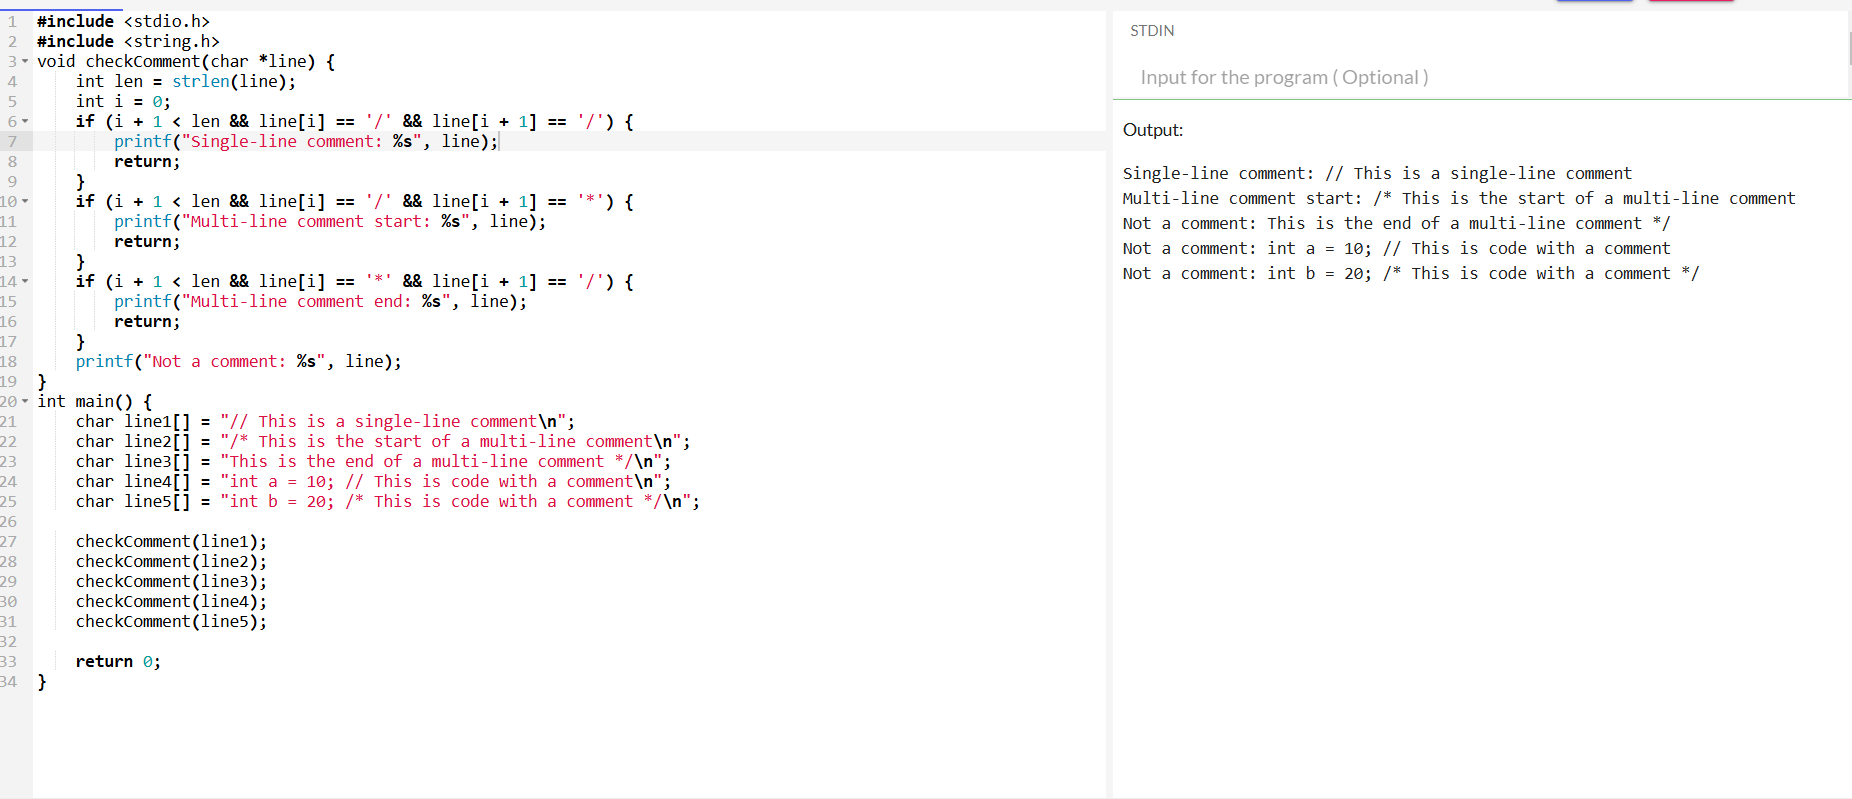 1 #include <stdio.h>
2 #include <string.h>
3 void checkComment(char *line) {
4     int len = strlen(line);
5     int i = 0;
6     if (i + 1 < len && line[i] == '/' && line[i + 1] == '/') {
7         printf("Single-line comment: %s", line);
8         return;
9     }
10     if (i + 1 < len && line[i] == '/' && line[i + 1] == '*') {
11         printf("Multi-line comment start: %s", line);
12         return;
13     }
14     if (i + 1 < len && line[i] == '*' && line[i + 1] == '/') {
15         printf("Multi-line comment end: %s", line);
16         return;
17     }
18     printf("Not a comment: %s", line);
19 }
20 int main() {
21     char line1[] = "// This is a single-line comment\n";
22     char line2[] = "/* This is the start of a multi-line comment\n";
23     char line3[] = "This is the end of a multi-line comment */\n";
24     char line4[] = "int a = 10; // This is code with a comment\n";
25     char line5[] = "int b = 20; /* This is code with a comment */\n";
26
27     checkComment(line1);
28     checkComment(line2);
29     checkComment(line3);
30     checkComment(line4);
31     checkComment(line5);
32
33     return 0;
34 }
STDIN
Input for the program ( Optional )
Output:
Single-line comment: // This is a single-line comment
Multi-line comment start: /* This is the start of a multi-line comment
Not a comment: This is the end of a multi-line comment */
Not a comment: int a = 10; // This is code with a comment
Not a comment: int b = 20; /* This is code with a comment */